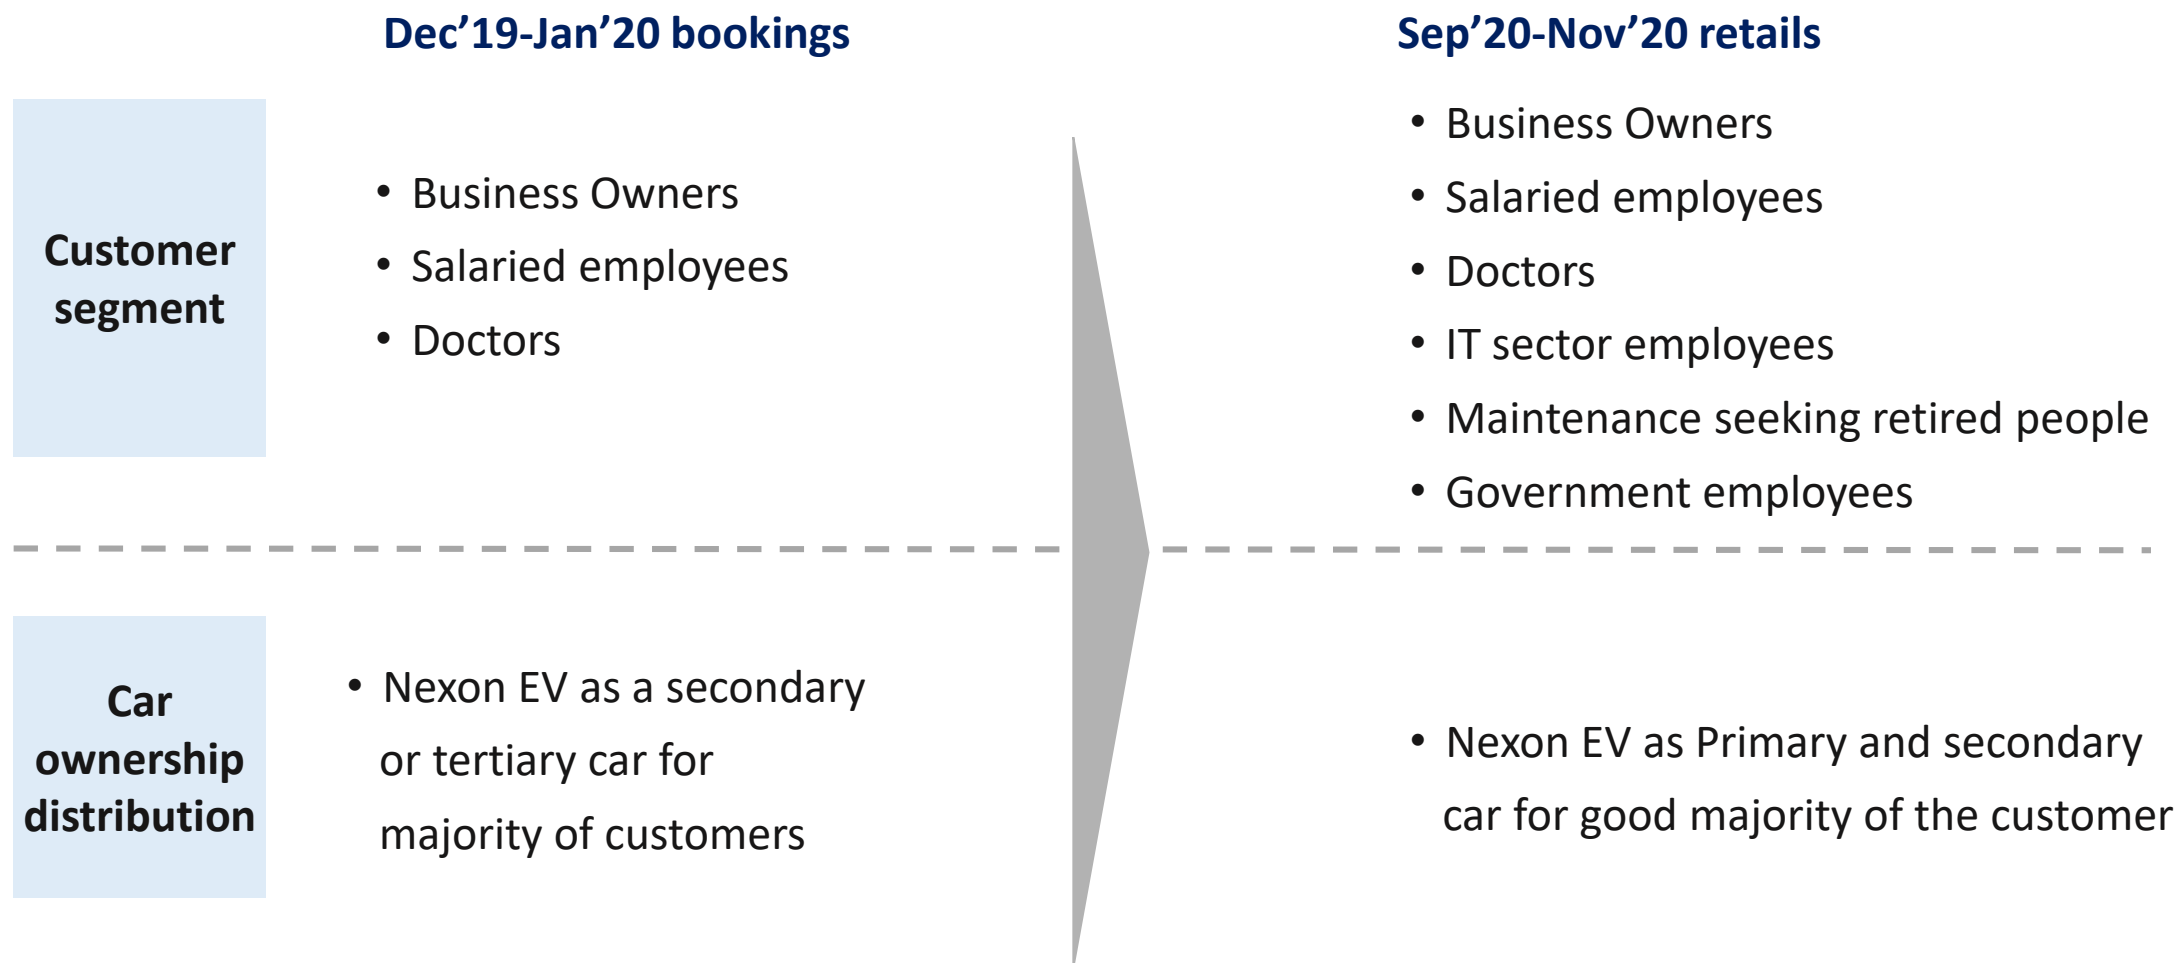 Dec’19-Jan’20 bookings
Sep’20-Nov’20 retails
Customer
segment
• Business Owners
• Salaried employees
• Doctors
• Business Owners
• Salaried employees
• Doctors
• IT sector employees
• Maintenance seeking retired people
• Government employees
Car
ownership
distribution
• Nexon EV as a secondary
or tertiary car for
majority of customers
• Nexon EV as Primary and secondary
car for good majority of the customer